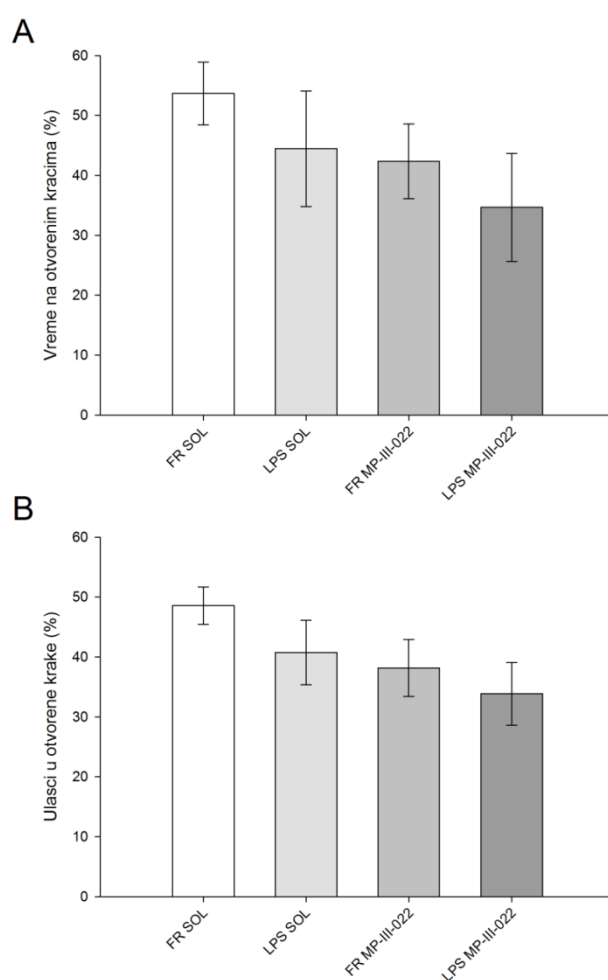 A
Vreme na otvorenim kracima (%)
60
50
40
30
20
10
0
FR SOL
LPS SOL
FR MP-III-022
LPS MP-III-022
B
Ulasci u otvorene krake (%)
60
50
40
30
20
10
0
FR SOL
LPS SOL
FR MP-III-022
LPS MP-III-022